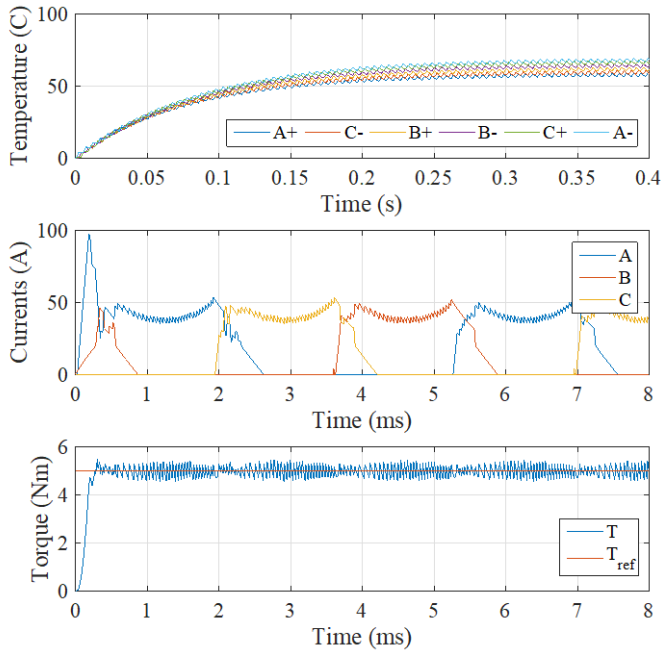 Temperature (C)
100
50
0
A+ C- B+ B- C+ A-
0 0.05 0.1 0.15 0.2 0.25 0.3 0.35 0.4
Time (s)
Currents (A)
100
50
0
A
B
C
0 1 2 3 4 5 6 7 8
Time (ms)
Torque (Nm)
6
4
2
0
T
T_ref
0 1 2 3 4 5 6 7 8
Time (ms)